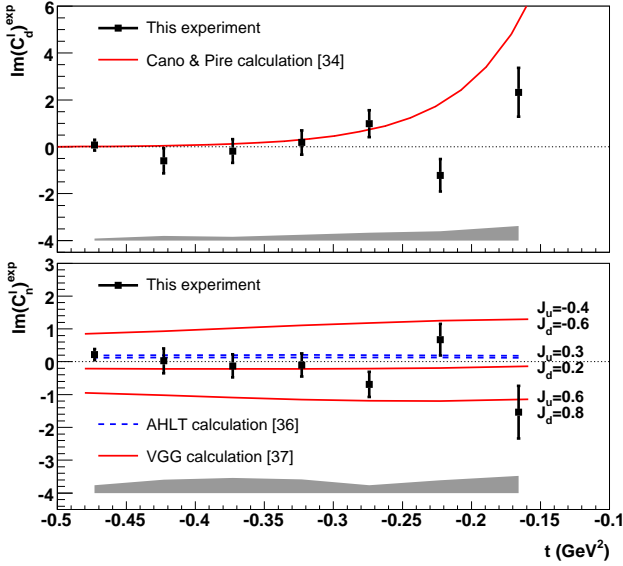 Im(C_d^I)^exp
6
4
2
0
-2
-4
This experiment
Cano & Pire calculation [34]
Im(C_n^I)^exp
3
2
1
0
-1
-2
-3
-4
This experiment
AHLT calculation [36]
VGG calculation [37]
J_u=-0.4
J_d=-0.6
J_u=0.3
J_d=0.2
J_u=0.6
J_d=0.8
-0.5 -0.45 -0.4 -0.35 -0.3 -0.25 -0.2 -0.15 -0.1
t (GeV^2)